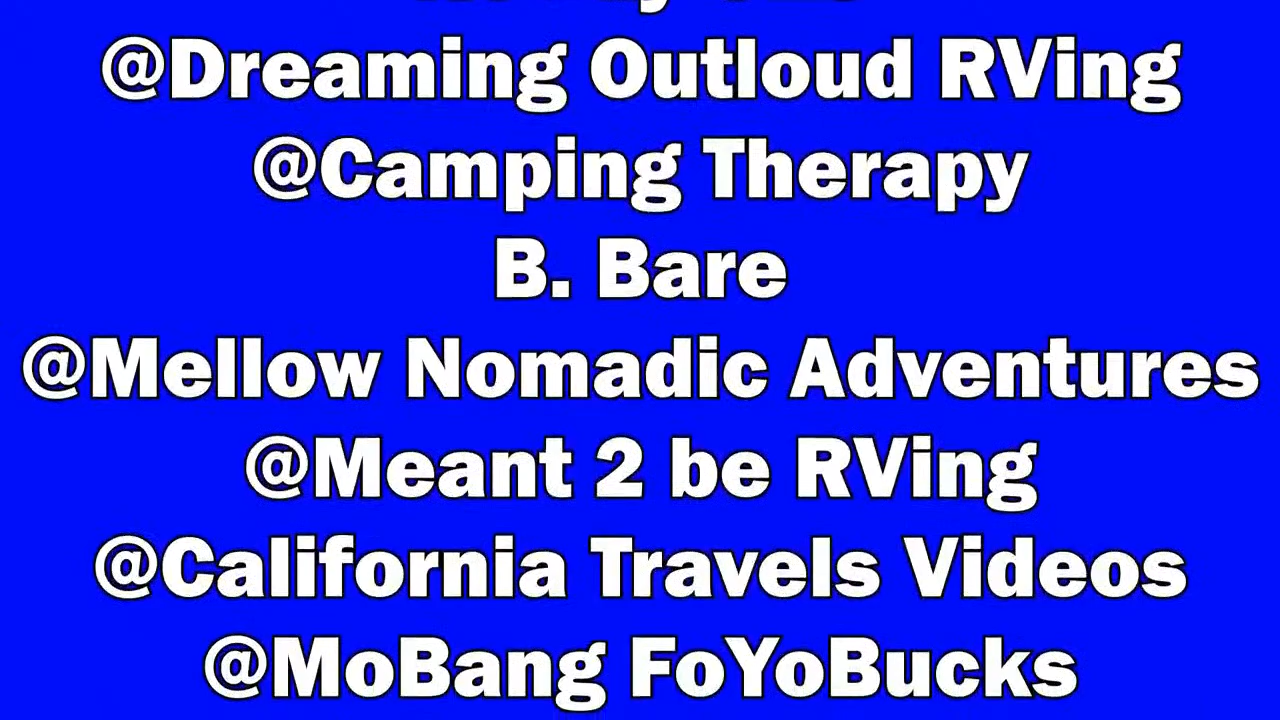 @Dreaming Outloud RVing
@Camping Therapy
B. Bare
@Mellow Nomadic Adventures
@Meant 2 be RVing
@California Travels Videos
@MoBang FoYoBucks